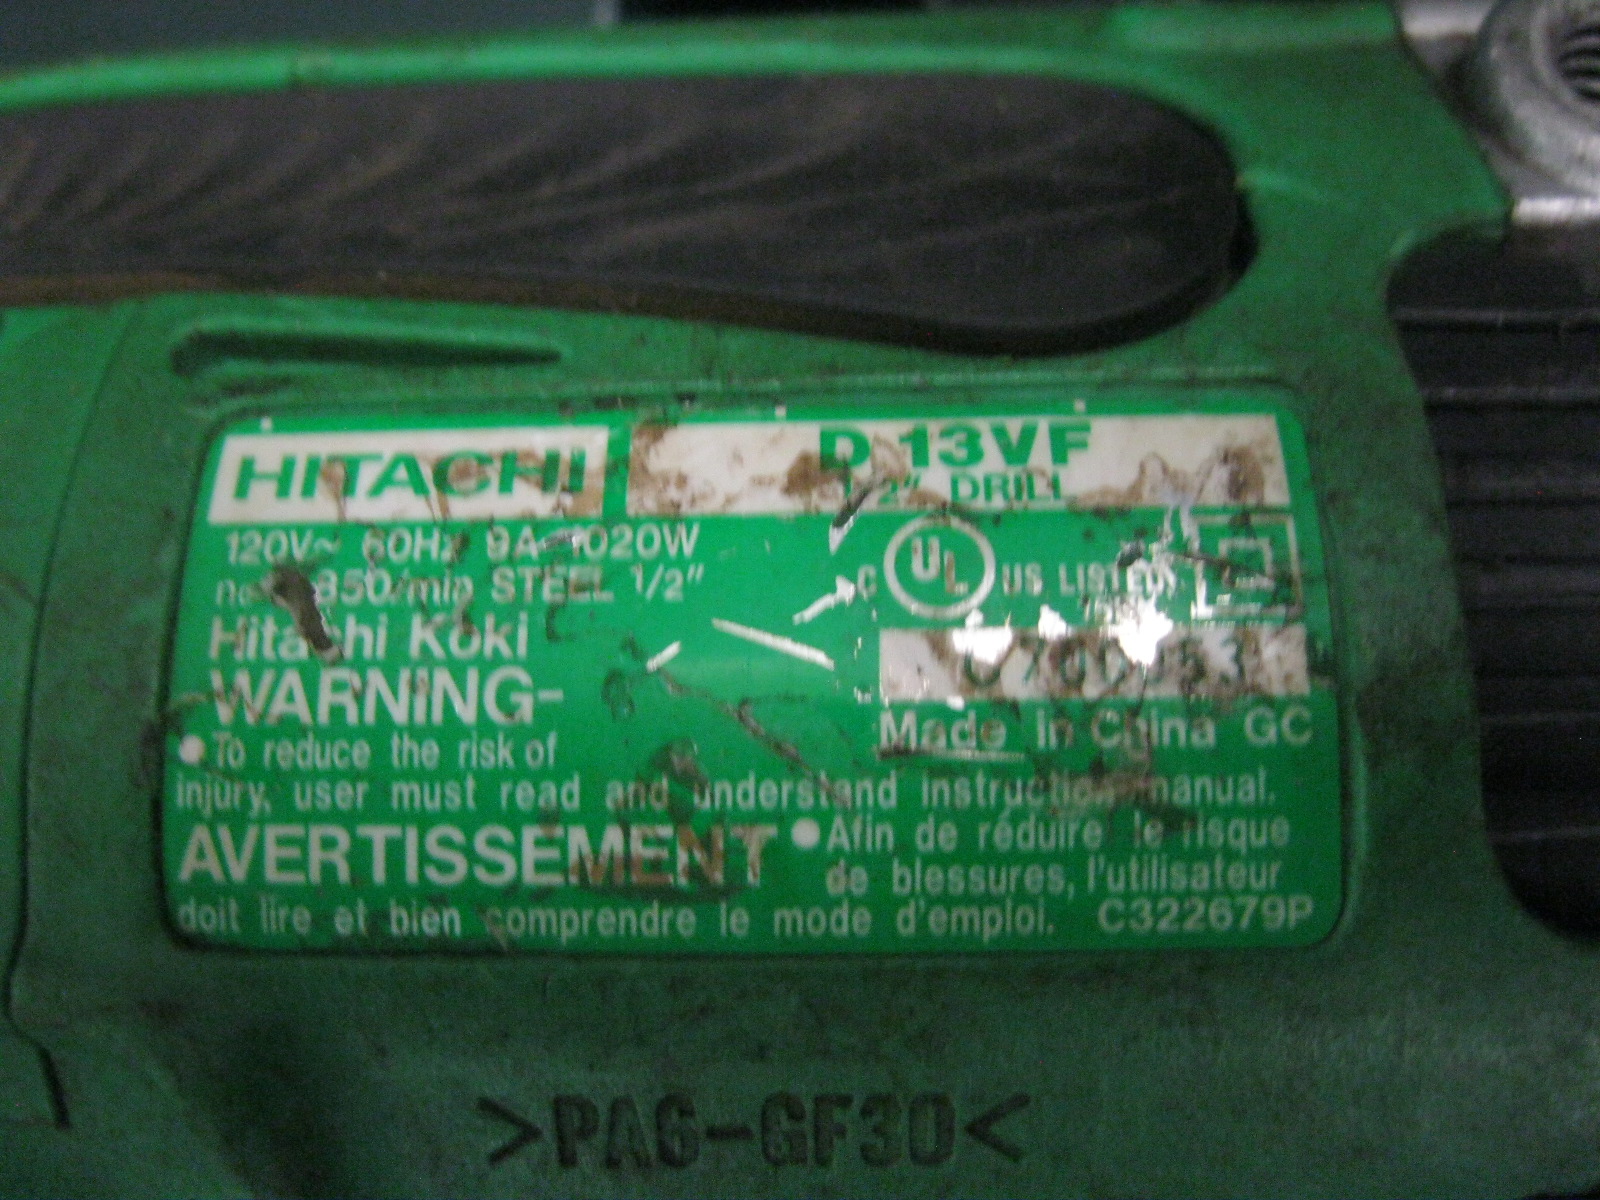 HITACHI
D 13VF
1/2" DRILL
120V~ 60Hz 9A 1020W
850/min STEEL 1/2"
C UL US LISTED
Hitachi Koki
WARNING-
Made in China GC
●To reduce the risk of
injury, user must read and understand instruction manual.
AVERTISSEMENT ●Afin de réduire le risque
de blessures, l'utilisateur
doit lire et bien comprendre le mode d'emploi. C322679P
>PA6-GF30<